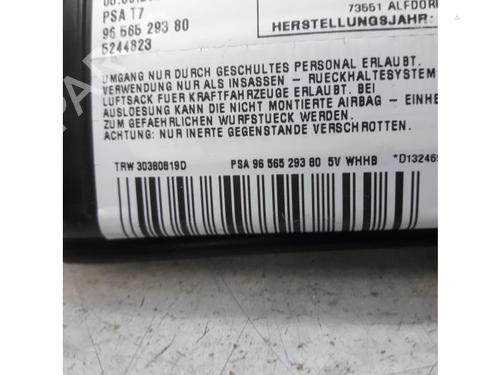 PSA T7
96 565 293 80
5244823
73551 ALFDOR
HERSTELLUNGSJAHR:
UMGANG NUR DURCH GESCHULTES PERSONAL ERLAUBT.
VERWENDUNG NUR ALS INSASSEN - RUECKHALTESYSTEM
LUFTSACK FUER KRAFTFAHRZEUGE ERLAUBT. BEI
AUSLOESUNG KANN DIE NICHT MONTIERTE AIRBAG - EINHE
ZUM GEFAEHRLICHEN WURFSTUECK WERDEN.
ACHTUNG: NUR INERTE GEGENSTANDE VERSCHROTTEN.
TRW 30380819D PSA 96 565 293 80 5V WHHB *D132465